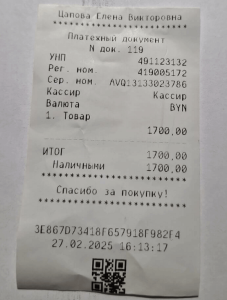 Цапова Елена Викторовна
************************
Платежный документ
N док. 119
УНП 491123132
Рег. ном. 419005172
Сер. ном. AVQ13133023786
Кассир Кассир
Валюта BYN
1. Товар
1700,00
ИТОГ 1700,00
Наличными 1700,00
************************
Спасибо за покупку!
************************
3E867D73418F657918F982F4
27.02.2025 16:13:17